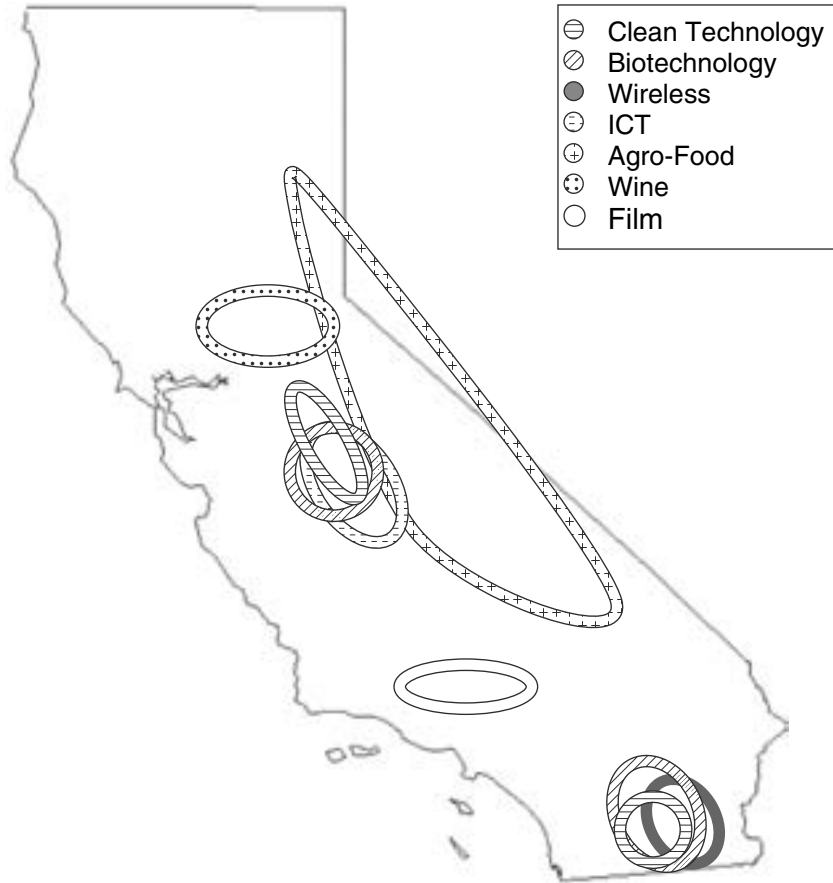 Clean Technology
Biotechnology
Wireless
ICT
Agro-Food
Wine
Film